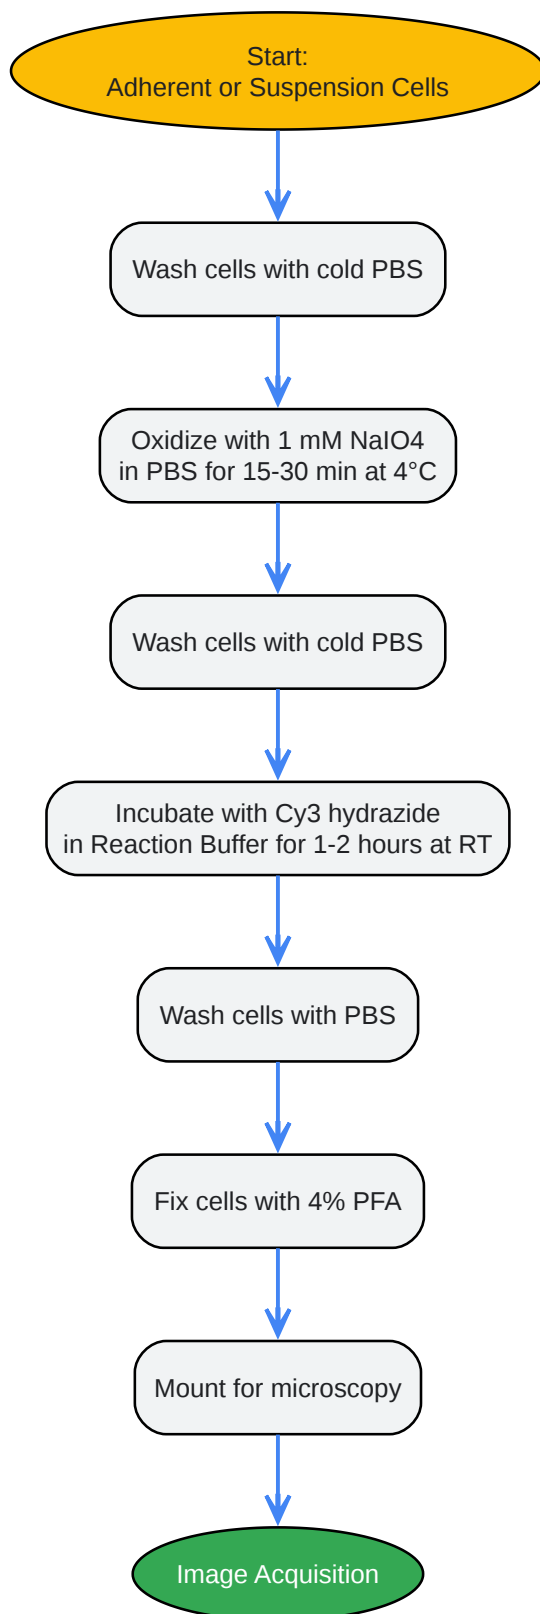 Start:
Adherent or Suspension Cells
Wash cells with cold PBS
Oxidize with 1 mM NaIO4
in PBS for 15-30 min at 4°C
Wash cells with cold PBS
Incubate with Cy3 hydrazide
in Reaction Buffer for 1-2 hours at RT
Wash cells with PBS
Fix cells with 4% PFA
Mount for microscopy
Image Acquisition